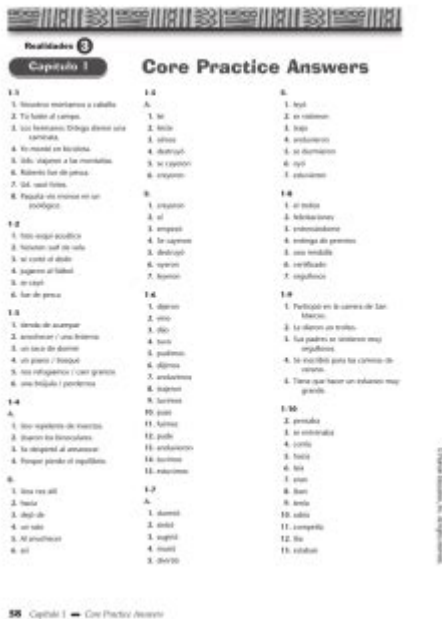 Realidades 3
Capítulo 1
Core Practice Answers
1-1
1. Nosotros montamos a caballo
2. Tú fuiste al campo.
3. Los hermanos Ortega dieron una
caminata.
4. Yo monté en bicicleta.
5. Uds. viajaron a las montañas.
6. Roberto fue de pesca.
7. Ud. sacó fotos.
8. Paquita vio monos en un
zoológico.
1-2
1. hizo esquí acuático
2. hicieron surf de vela
3. se cortó el dedo
4. jugaron al fútbol
5. se cayó
6. fue de pesca
1-3
1. tienda de acampar
2. anochecer / una linterna
3. un saco de dormir
4. un paseo / bosque
5. nos refugiamos / caer granizo
6. una brújula / perdernos
1-4
A.
1. Uso repelente de insectos.
2. Usaron los binoculares.
3. Se despertó al amanecer.
4. Porque pierdo el equilibrio.
B.
1. Una vez allí
2. hacia
3. dejó de
4. un rato
5. Al anochecer
6. así
1-5
A.
1. leí
2. leíste
3. oímos
4. destruyó
5. se cayeron
6. creyeron
B.
1. creyeron
2. oí
3. tropezó
4. Se cayeron
5. destruyó
6. oyeron
7. leyeron
1-6
1. dijeron
2. vino
3. dijo
4. tuvo
5. pudimos
6. dijimos
7. anduvimos
8. trajeron
9. tuvimos
10. puso
11. fuimos
12. pude
13. anduvieron
14. tuvimos
15. estuvimos
1-7
A.
1. durmió
2. sintió
3. sugirió
4. murió
5. divirtió
B.
1. leyó
2. se vistieron
3. trajo
4. anduvieron
5. se durmieron
6. oyó
7. estuvieron
1-8
1. el trofeo
2. felicitaciones
3. entrenándome
4. entrega de premios
5. una medalla
6. certificado
7. orgullosos
1-9
1. Participó en la carrera de San
Marcos.
2. Le dieron un trofeo.
3. Sus padres se sintieron muy
orgullosos.
4. Se inscribió para las carreras de
verano.
5. Tiene que hacer un esfuerzo muy
grande.
1-10
2. pensaba
3. se entrenaba
4. corría
5. hacía
6. leía
7. eran
8. iban
9. tenía
10. sabía
11. competía
12. iba
13. estaban
58 Capítulo 1 Core Practice Answers